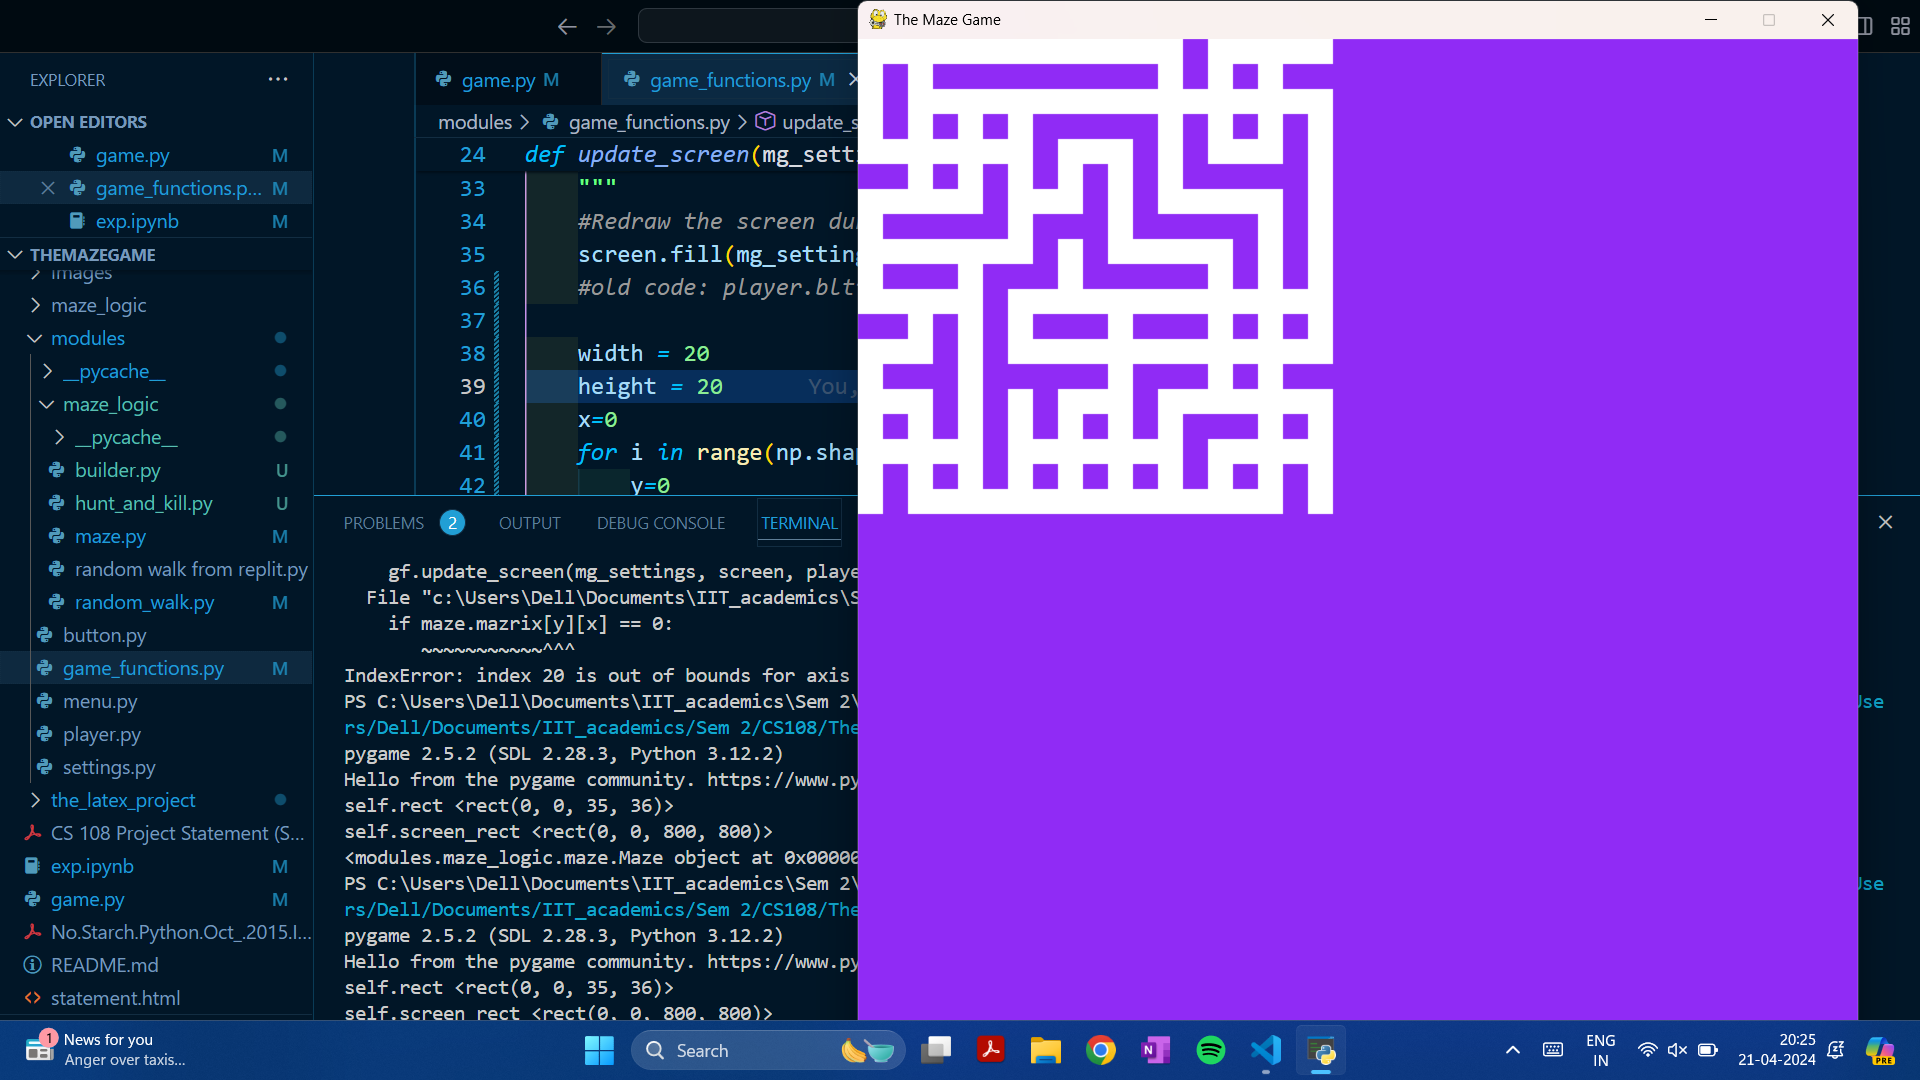 EXPLORER
OPEN EDITORS
game.py M
game_functions.p... M
exp.ipynb M
THEMAZEGAME
images
maze_logic
modules
__pycache__
maze_logic
__pycache__
builder.py U
hunt_and_kill.py U
maze.py M
random walk from replit.py
random_walk.py M
button.py
game_functions.py M
menu.py
player.py
settings.py
the_latex_project
CS 108 Project Statement (S...
exp.ipynb M
game.py M
No.Starch.Python.Oct_.2015.I...
README.md
statement.html
game.py M
game_functions.py M
modules > game_functions.py > update_s
24 def update_screen(mg_setti
33 """
34 #Redraw the screen du
35 screen.fill(mg_setting
36 #old code: player.blt
37
38 width = 20
39 height = 20 You,
40 x=0
41 for i in range(np.shap
42 y=0
PROBLEMS 2 OUTPUT DEBUG CONSOLE TERMINAL
gf.update_screen(mg_settings, screen, playe
File "c:\Users\Dell\Documents\IIT_academics\S
if maze.mazrix[y][x] == 0:
~~~~~~~~~~~~^^^
IndexError: index 20 is out of bounds for axis
PS C:\Users\Dell\Documents\IIT_academics\Sem 2\
Use
rs/Dell/Documents/IIT_academics/Sem 2/CS108/The
pygame 2.5.2 (SDL 2.28.3, Python 3.12.2)
Hello from the pygame community. https://www.py
self.rect <rect(0, 0, 35, 36)>
self.screen_rect <rect(0, 0, 800, 800)>
<modules.maze_logic.maze.Maze object at 0x00000
PS C:\Users\Dell\Documents\IIT_academics\Sem 2\
Use
rs/Dell/Documents/IIT_academics/Sem 2/CS108/The
pygame 2.5.2 (SDL 2.28.3, Python 3.12.2)
Hello from the pygame community. https://www.py
self.rect <rect(0, 0, 35, 36)>
self.screen_rect <rect(0, 0, 800, 800)>
The Maze Game
1
News for you
Anger over taxis...
Search
N
PRE
ENG
IN
20:25
21-04-2024